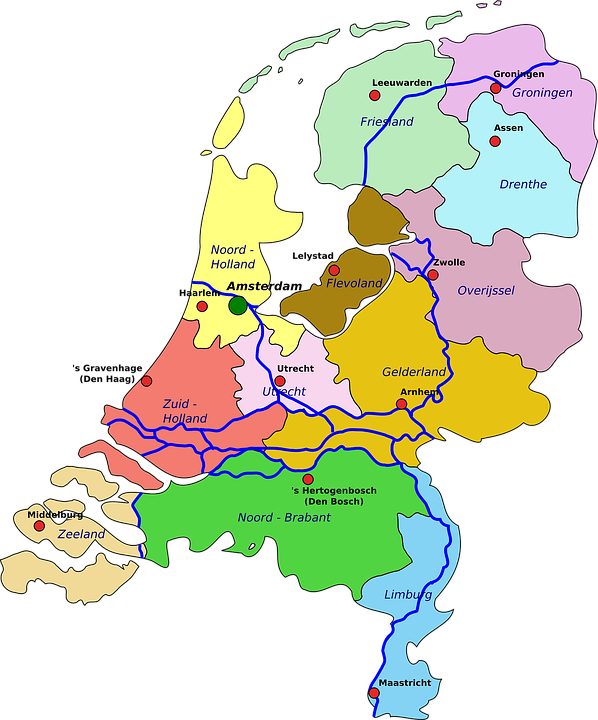 Groningen
Leeuwarden
Groningen
Friesland
Assen
Drenthe
Noord -
Holland
Lelystad
Zwolle
Flevoland
Amsterdam
Overijssel
Haarlem
's Gravenhage
(Den Haag)
Utrecht
Gelderland
Utrecht
Arnhem
Zuid -
Holland
's Hertogenbosch
(Den Bosch)
Middelburg
Noord - Brabant
Zeeland
Limburg
Maastricht